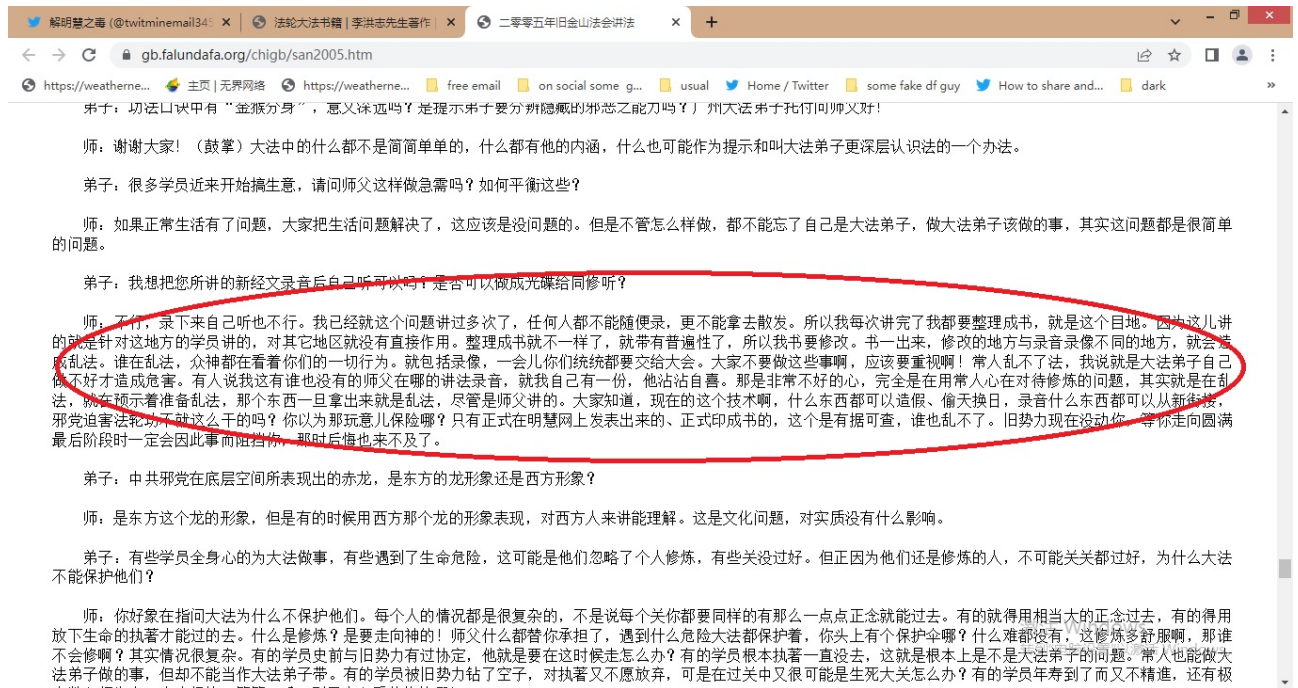 解明慧之毒 (@twitminemail345
法轮大法书籍 | 李洪志先生著作 |
二零零五年旧金山法会讲法
gb.falundafa.org/chigb/san2005.htm
https://weatherne...
主页 | 无界网络
https://weatherne...
free email
on social some g...
usual
Home / Twitter
some fake df guy
How to share and...
dark
»
弟子：功法口诀中有“金猴分身”，意义深远吗？是提示弟子要分辨隐藏的邪恶之能力吗？广州大法弟子托付问师父好！
师：谢谢大家！（鼓掌）大法中的什么都不是简简单单的，什么都有他的内涵，什么也可能作为提示和叫大法弟子更深层认识法的一个办法。
弟子：很多学员近来开始搞生意，请问师父这样做急需吗？如何平衡这些？
师：如果正常生活有了问题，大家把生活问题解决了，这应该是没问题的。但是不管怎么样做，都不能忘了自己是大法弟子，做大法弟子该做的事，其实这问题都是很简单
的问题。
弟子：我想把您所讲的新经文录音后自己听可以吗？是否可以做成光碟给同修听？
师：不行，录下来自己听也不行。我已经就这个问题讲过多次了，任何人都不能随便录，更不能拿去散发。所以我每次讲完了我都要整理成书，就是这个目地。因为这儿讲
的就是针对这地方的学员讲的，对其它地区就没有直接作用。整理成书就不一样了，就带有普遍性了，所以我书要修改。书一出来，修改的地方与录音录像不同的地方，就会造
成乱法。谁在乱法，众神都在看着你们的一切行为。就包括录像，一会儿你们统统都要交给大会。大家不要做这些事啊，应该要重视啊！常人乱不了法，我说就是大法弟子自己
做不好才造成危害。有人说我这有谁也没有的师父在哪的讲法录音，就我自己有一份，他沾沾自喜。那是非常不好的心，完全是在用常人心在对待修炼的问题，其实就是在乱
法，就在预示着准备乱法，那个东西一旦拿出来就是乱法，尽管是师父讲的。大家知道，现在的这个技术啊，什么东西都可以造假、偷天换日，录音什么东西都可以从新衔接，
邪党迫害法轮功不就这么干的吗？你以为那玩意儿保险哪？只有正式在明慧网上发表出来的、正式印成书的，这个是有据可查，谁也乱不了。旧势力现在没动你，等你走向圆满
最后阶段时一定会因此事而阻挡你，那时后悔也来不及了。
弟子：中共邪党在底层空间所表现出的赤龙，是东方的龙形象还是西方形象？
师：是东方这个龙的形象，但是有的时候用西方那个龙的形象表现，对西方人来讲能理解。这是文化问题，对实质没有什么影响。
弟子：有些学员全身心的为大法做事，有些遇到了生命危险，这可能是他们忽略了个人修炼，有些关没过好。但正因为他们还是修炼的人，不可能关关都过好，为什么大法
不能保护他们？
师：你好象在指问大法为什么不保护他们。每个人的情况都是很复杂的，不是说每个关你都要同样的有那么一点点正念就能过去。有的就得用相当大的正念过去，有的得用
放下生命的执著才能过的去。什么是修炼？是要走向神的！师父什么都替你承担了，遇到什么危险大法都保护着，你头上有个保护伞哪？什么难都没有，这修炼多舒服啊，那谁
不会修啊？其实情况很复杂。有的学员史前与旧势力有过协定，他就是要在这时候走怎么办？有的学员根本执著一直没去，这就是根本上是不是大法弟子的问题。常人也能做大
法弟子做的事，但却不能当作大法弟子带。有的学员被旧势力钻了空子，对执著又不愿放弃，可是在过关中又很可能是生死大关怎么办？有的学员年寿到了而又不精進，还有极